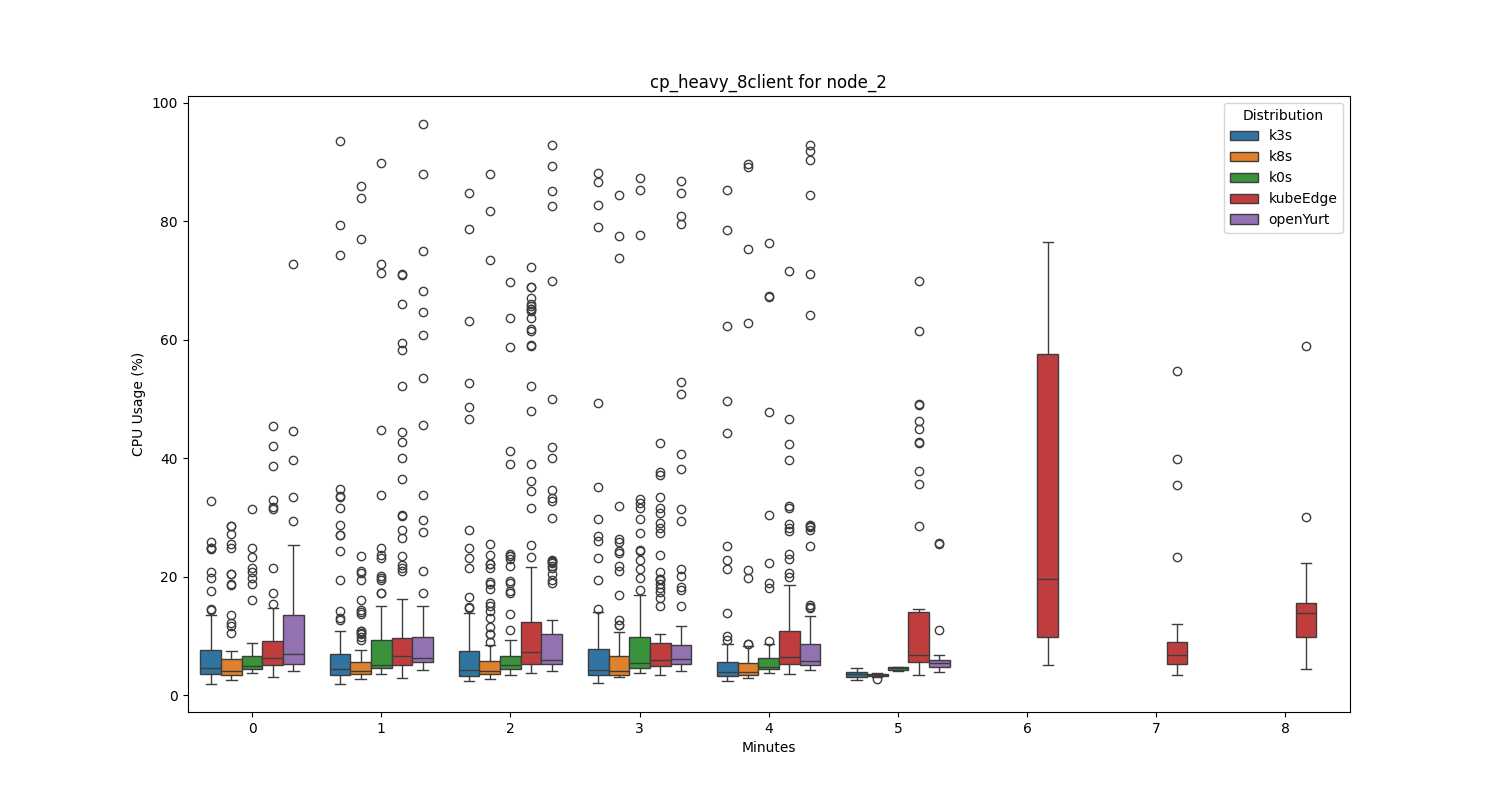 cp_heavy_8client for node_2
CPU Usage (%)
100
80
60
40
20
0
Distribution
k3s
k8s
k0s
kubeEdge
openYurt
0 1 2 3 4 5 6 7 8
Minutes